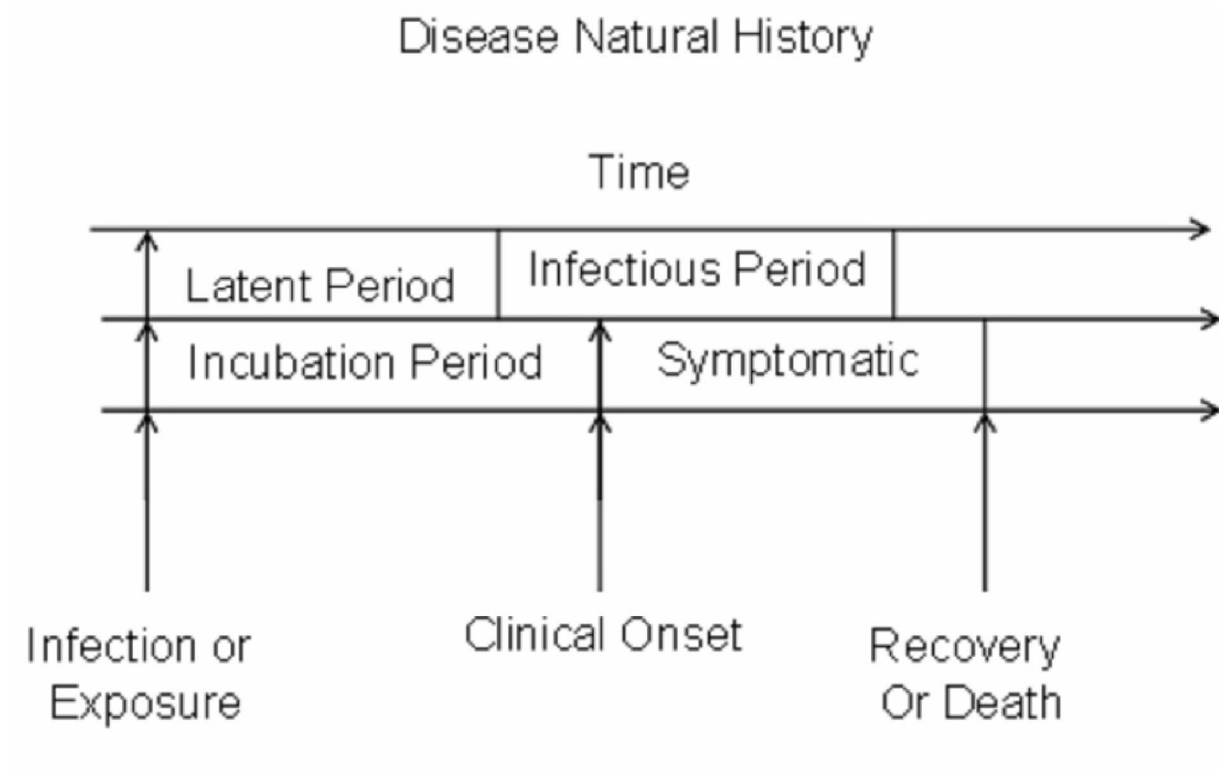 Disease Natural History
Time
Latent Period
Infectious Period
Incubation Period
Symptomatic
Infection or
Exposure
Clinical Onset
Recovery
Or Death